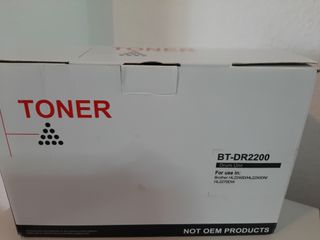 TONER
BT-DR2200
Drum Unit
For use in:
Brother HL2240D/HL2250DN/
HL2270DW
NOT OEM PRODUCTS